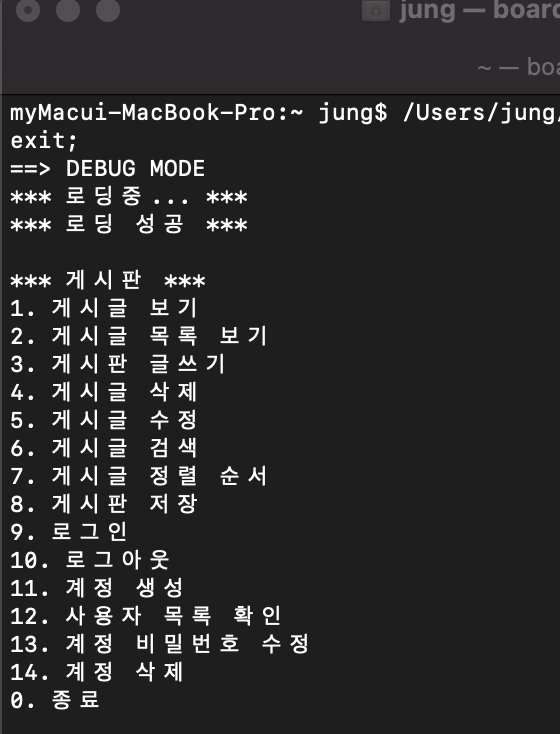 jung — board
~ — boa
myMacui-MacBook-Pro:~ jung$ /Users/jung/
exit;
==> DEBUG MODE
*** 로딩중... ***
*** 로딩 성공 ***
*** 게시판 ***
1. 게시글 보기
2. 게시글 목록 보기
3. 게시판 글쓰기
4. 게시글 삭제
5. 게시글 수정
6. 게시글 검색
7. 게시글 정렬 순서
8. 게시판 저장
9. 로그인
10. 로그아웃
11. 계정 생성
12. 사용자 목록 확인
13. 계정 비밀번호 수정
14. 계정 삭제
0. 종료